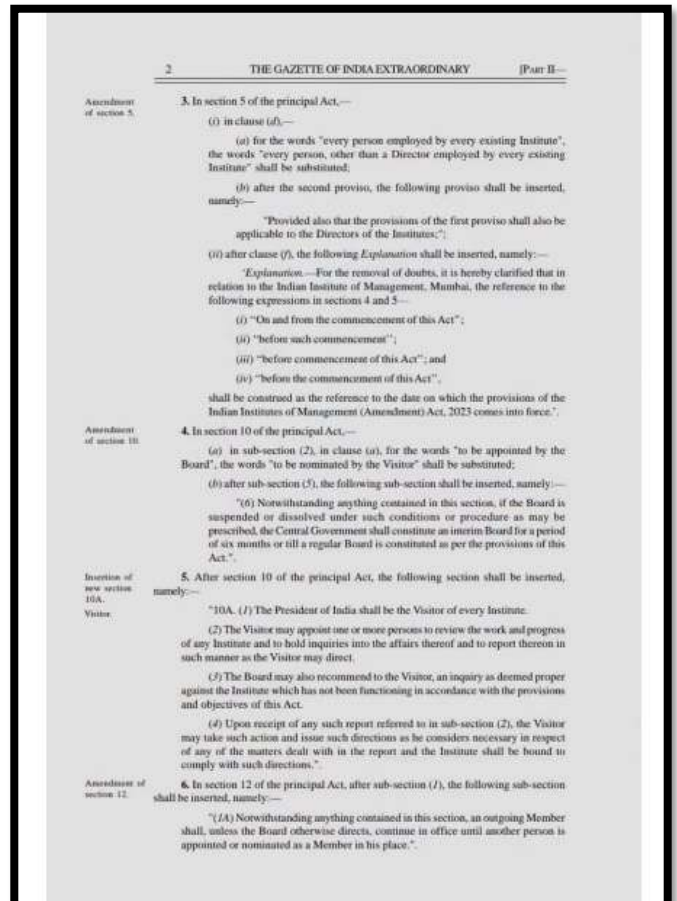 2 THE GAZETTE OF INDIA EXTRAORDINARY [PART II—
Amendment
of section 5.
3. In section 5 of the principal Act,—
(i) in clause (d),—
(a) for the words "every person employed by every existing Institute",
the words "every person, other than a Director employed by every existing
Institute" shall be substituted;
(b) after the second proviso, the following proviso shall be inserted,
namely:—
"Provided also that the provisions of the first proviso shall also be
applicable to the Directors of the Institutes;";
(ii) after clause (f), the following Explanation shall be inserted, namely:—
'Explanation.—For the removal of doubts, it is hereby clarified that in
relation to the Indian Institute of Management, Mumbai, the reference to the
following expressions in sections 4 and 5—
(i) "On and from the commencement of this Act";
(ii) "before such commencement";
(iii) "before commencement of this Act"; and
(iv) "before the commencement of this Act",
shall be construed as the reference to the date on which the provisions of the
Indian Institutes of Management (Amendment) Act, 2023 comes into force.'.
Amendment
of section 10.
4. In section 10 of the principal Act,—
(a) in sub-section (2), in clause (a), for the words "to be appointed by the
Board", the words "to be nominated by the Visitor" shall be substituted;
(b) after sub-section (5), the following sub-section shall be inserted, namely:—
"(6) Notwithstanding anything contained in this section, if the Board is
suspended or dissolved under such conditions or procedure as may be
prescribed, the Central Government shall constitute an interim Board for a period
of six months or till a regular Board is constituted as per the provisions of this
Act.".
Insertion of
new section
10A.
Visitor.
5. After section 10 of the principal Act, the following section shall be inserted,
namely:—
"10A. (1) The President of India shall be the Visitor of every Institute.
(2) The Visitor may appoint one or more persons to review the work and progress
of any Institute and to hold inquiries into the affairs thereof and to report thereon in
such manner as the Visitor may direct.
(3) The Board may also recommend to the Visitor, an inquiry as deemed proper
against the Institute which has not been functioning in accordance with the provisions
and objectives of this Act.
(4) Upon receipt of any such report referred to in sub-section (2), the Visitor
may take such action and issue such directions as he considers necessary in respect
of any of the matters dealt with in the report and the Institute shall be bound to
comply with such directions.".
Amendment of
section 12.
6. In section 12 of the principal Act, after sub-section (1), the following sub-section
shall be inserted, namely:—
"(1A) Notwithstanding anything contained in this section, an outgoing Member
shall, unless the Board otherwise directs, continue in office until another person is
appointed or nominated as a Member in his place.".